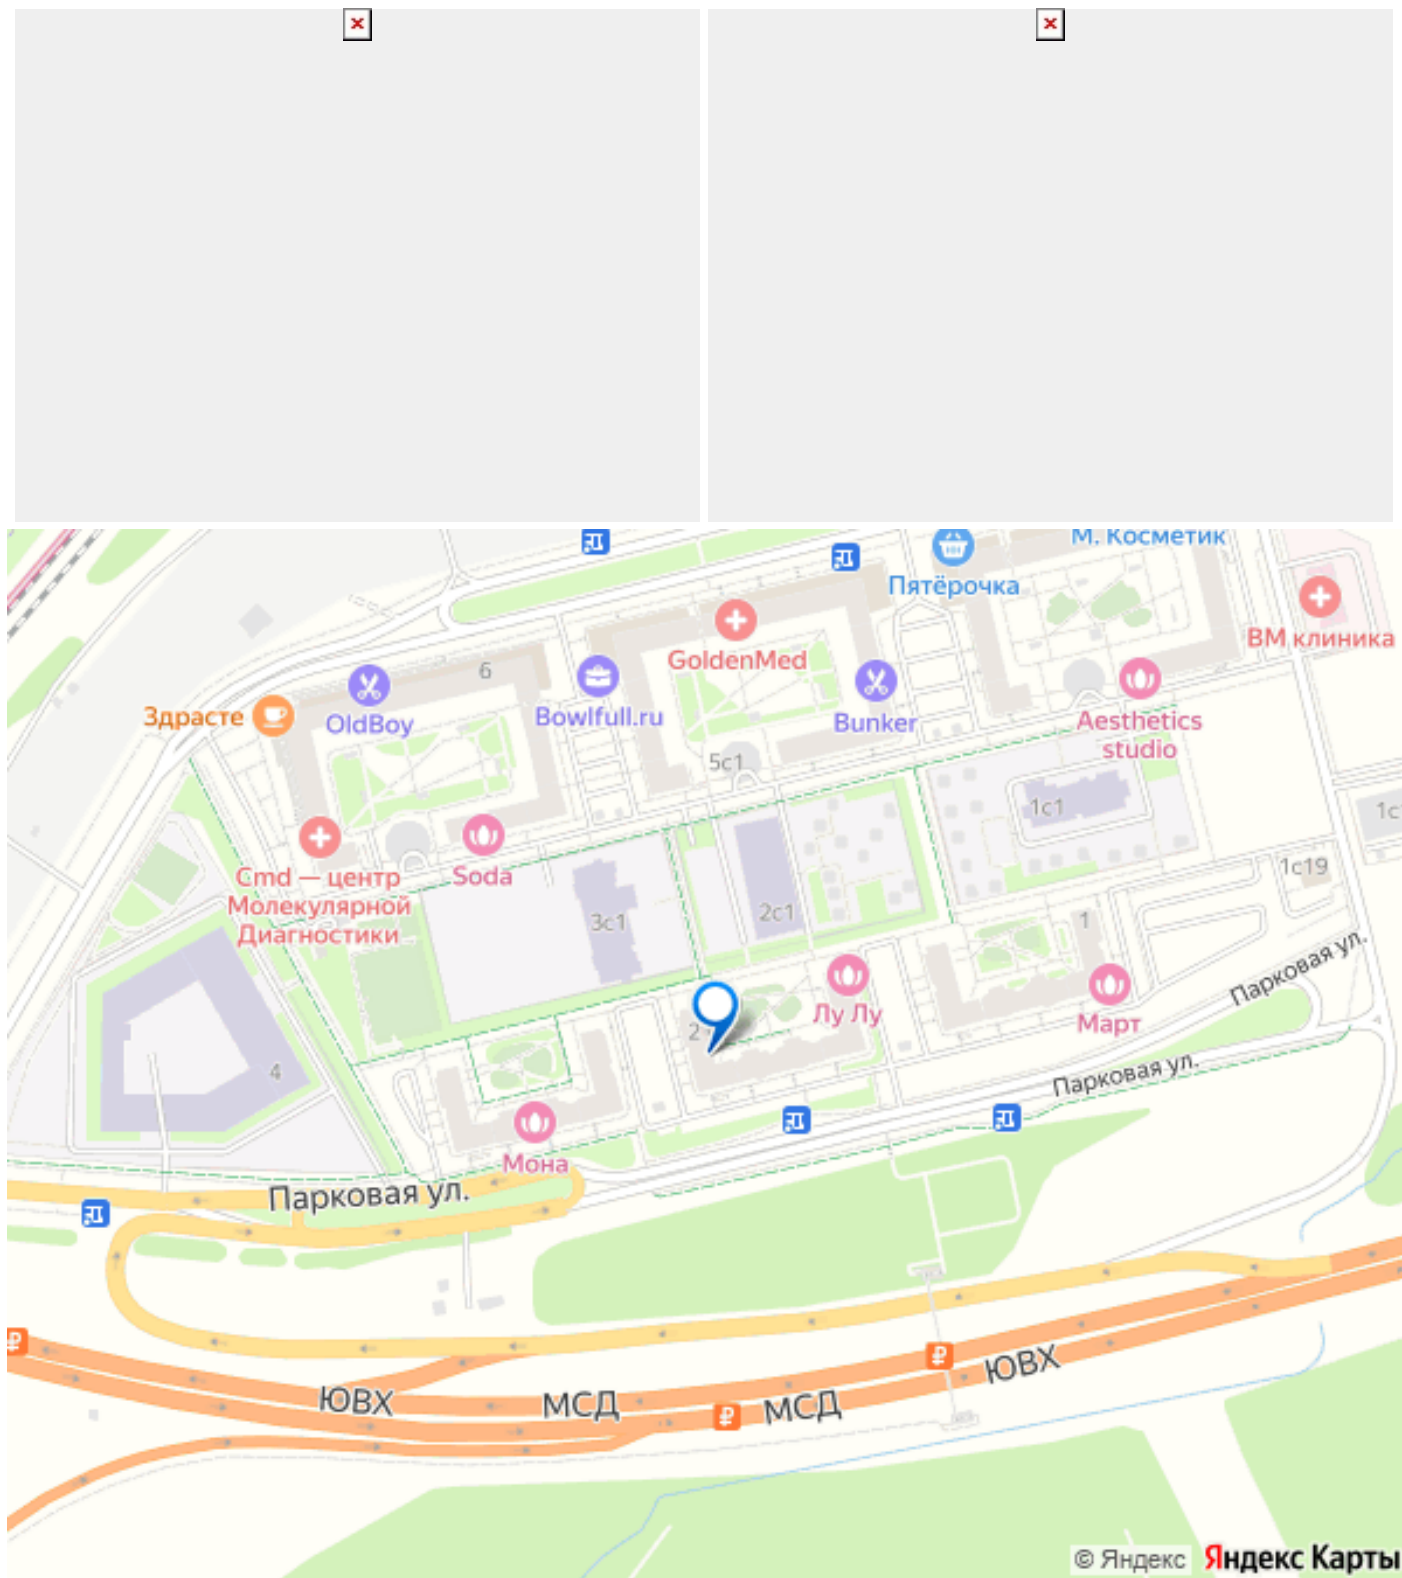 М. Косметик
Пятёрочка
ВМ клиника
GoldenMed
6
Здрасте
OldBoy
Bowlfull.ru
Bunker
Aesthetics
studio
5с1
1с1
1с
Cmd — центр
Молекулярной
Диагностики
Soda
1с19
3с1
2с1
1
Парковая ул.
Лу Лу
Март
2
4
Парковая ул.
Мона
Парковая ул.
ЮВХ
МСД
МСД
ЮВХ
© Яндекс
Яндекс Карты